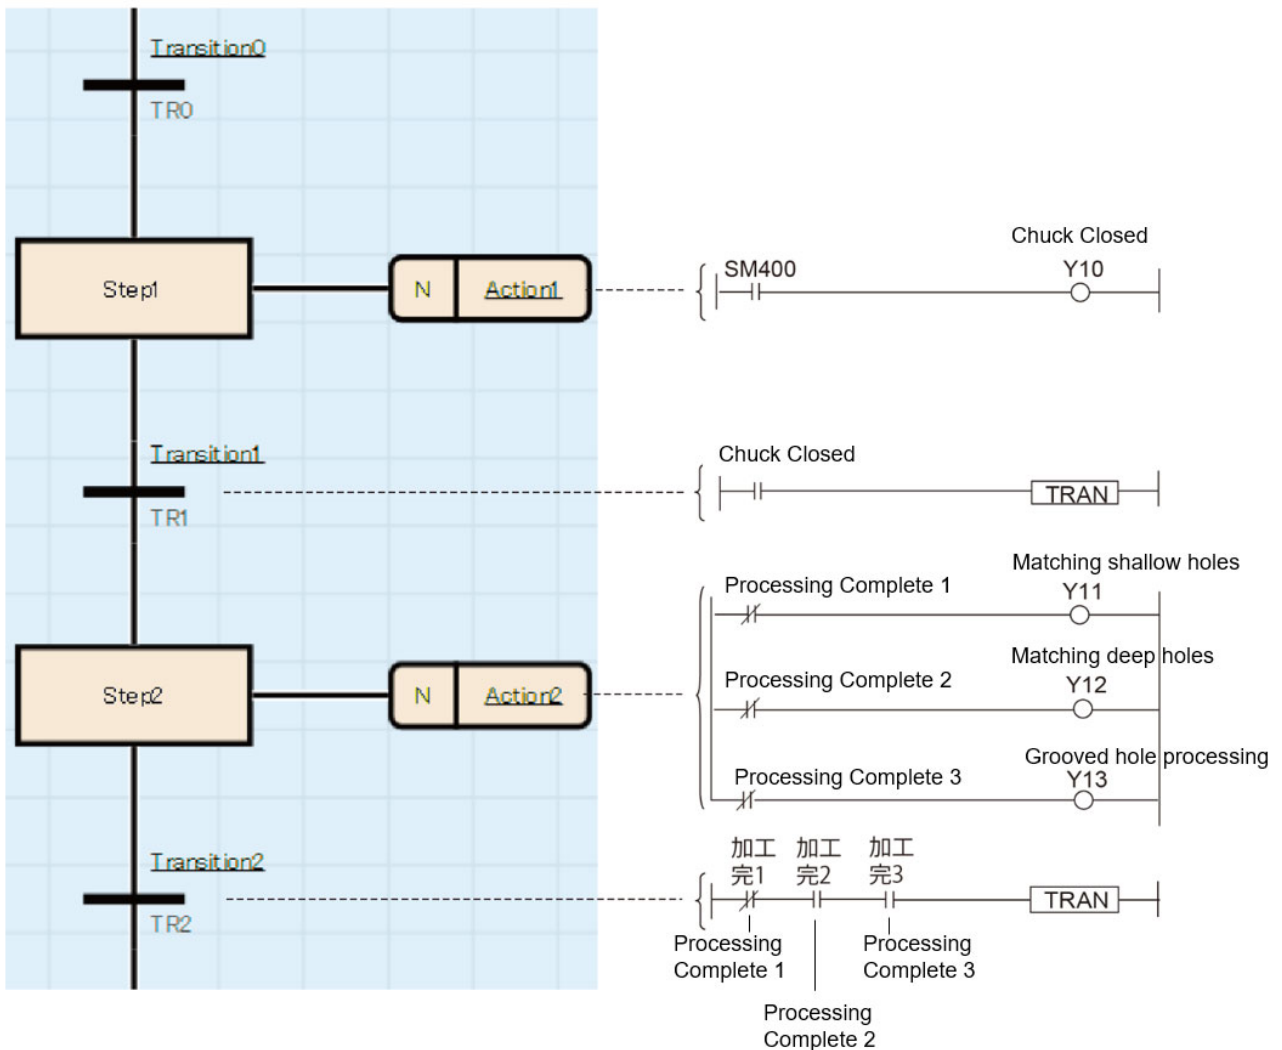 Transition0
TR0
Chuck Closed
Step1
N
Action1
SM400
Y10
Transition1
TR1
Chuck Closed
TRAN
Matching shallow holes
Processing Complete 1
Y11
Matching deep holes
Step2
N
Action2
Processing Complete 2
Y12
Grooved hole processing
Processing Complete 3
Y13
Transition2
TR2
加工
完1
加工
完2
加工
完3
TRAN
Processing
Complete 1
Processing
Complete 3
Processing
Complete 2